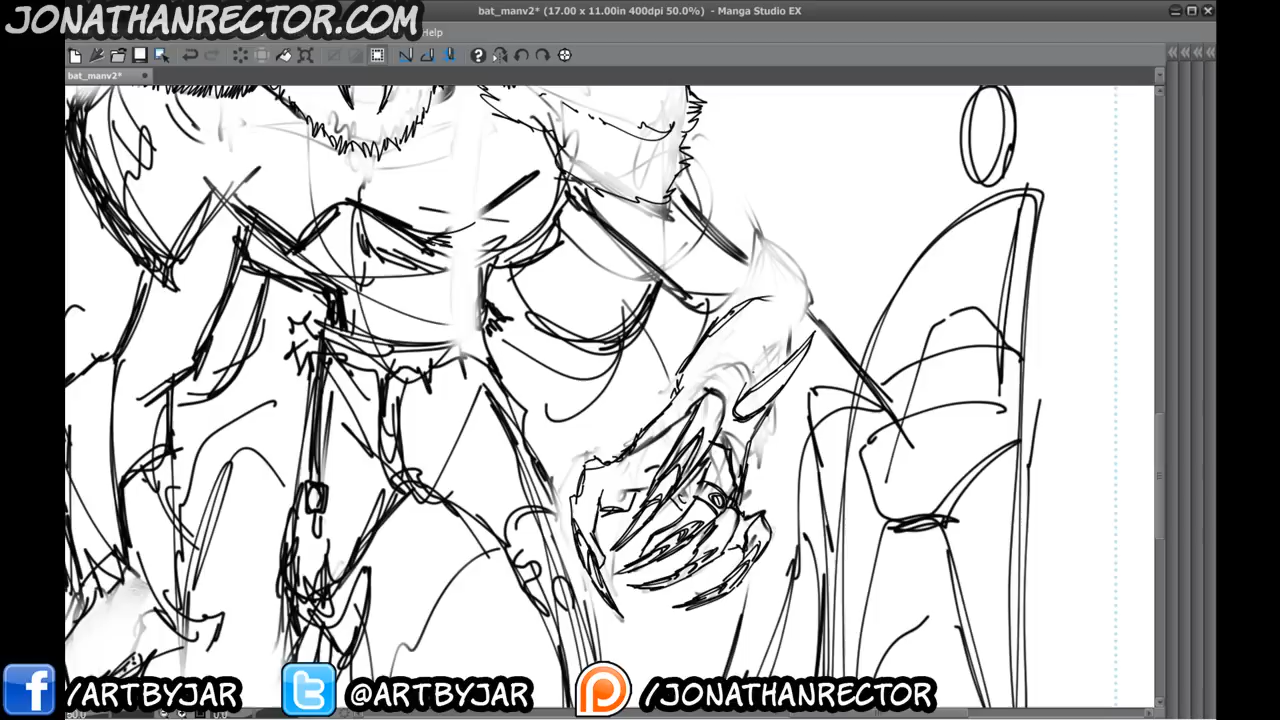 JONATHANRECTOR.COM
bat_manv2* (17.00 x 11.00in 400dpi 50.0%) - Manga Studio EX
Help
bat_manv2*
/ARTBYJAR
@ARTBYJAR
/JONATHANRECTOR